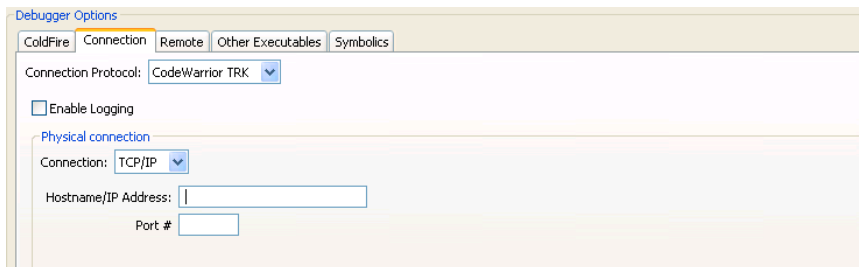 Debugger Options
ColdFire Connection Remote Other Executables Symbolics
Connection Protocol: CodeWarrior TRK
Enable Logging
Physical connection
Connection: TCP/IP
Hostname/IP Address:
Port #